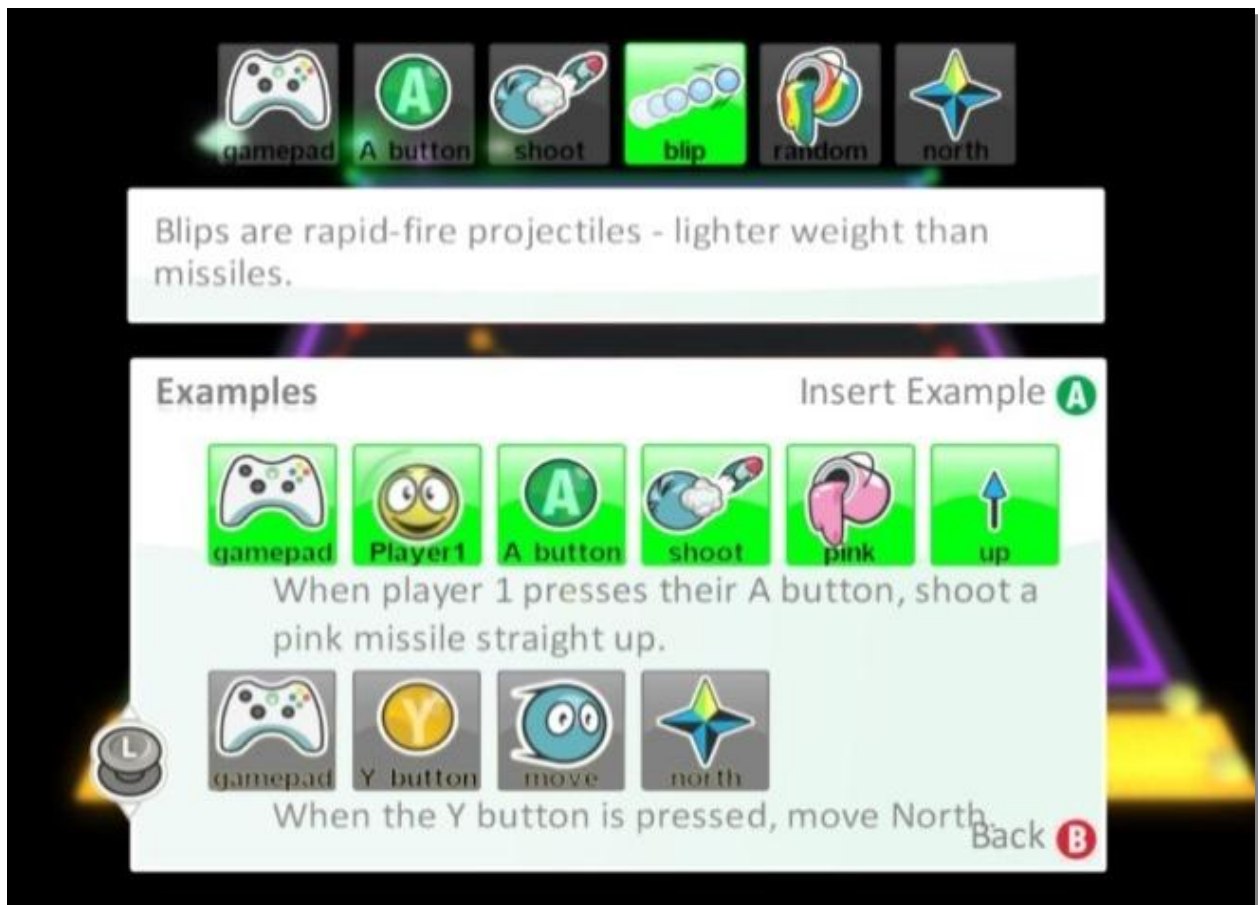 gamepad A button shoot blip random north
Blips are rapid-fire projectiles - lighter weight than
missiles.
Examples
Insert Example A
gamepad Player1 A button shoot pink up
When player 1 presses their A button, shoot a
pink missile straight up.
gamepad Y button move north
When the Y button is pressed, move North.
Back B
A
A
Y
L